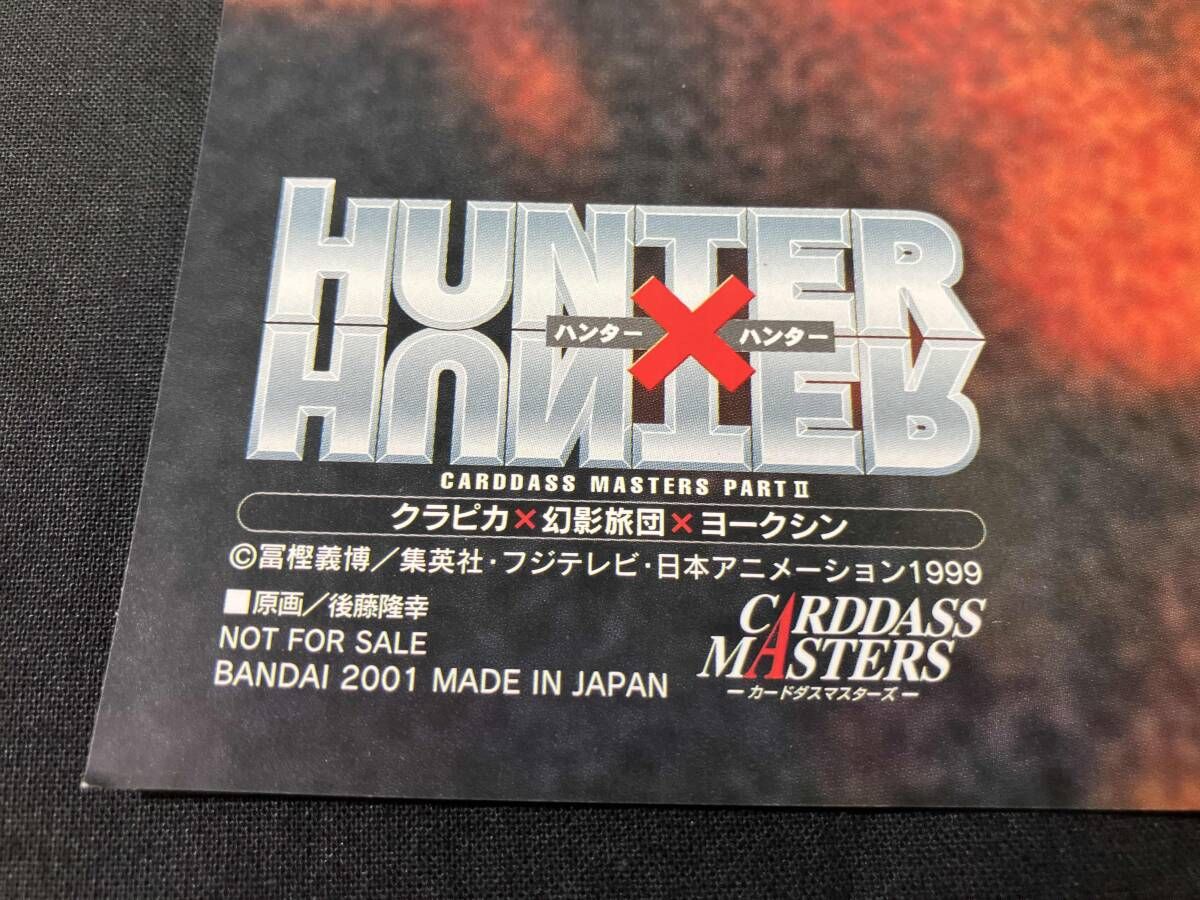 HUNTER
ハンター × ハンター
HUNTER
CARDDASS MASTERS PART II
クラピカ×幻影旅団×ヨークシン
©冨樫義博／集英社・フジテレビ・日本アニメーション1999
■原画／後藤隆幸
NOT FOR SALE
BANDAI 2001 MADE IN JAPAN
CARDDASS
MASTERS
－カードダスマスターズ－